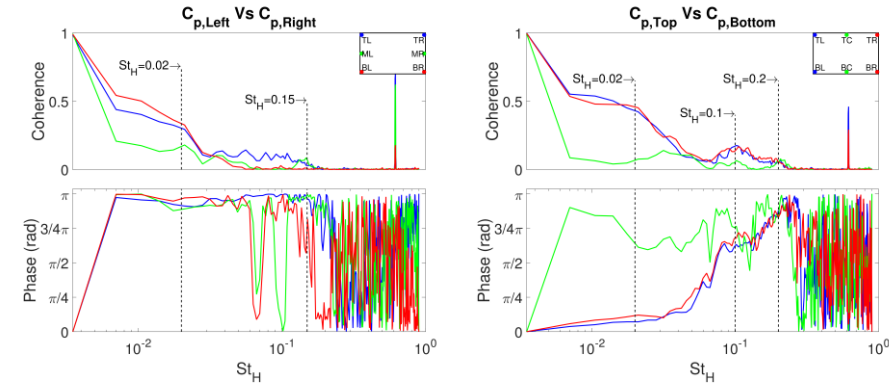 C_p,Left Vs C_p,Right
C_p,Top Vs C_p,Bottom
1
0.5
0
Coherence
TL TR
ML MR
BL BR
St_H=0.02→
St_H=0.15→
1
0.5
0
Coherence
TL TC TR
BL BC BR
St_H=0.02→
St_H=0.2→
St_H=0.1→
π
3/4π
π/2
π/4
0
Phase (rad)
10^-2
10^-1
10^0
St_H
π
3/4π
π/2
π/4
0
Phase (rad)
10^-2
10^-1
10^0
St_H